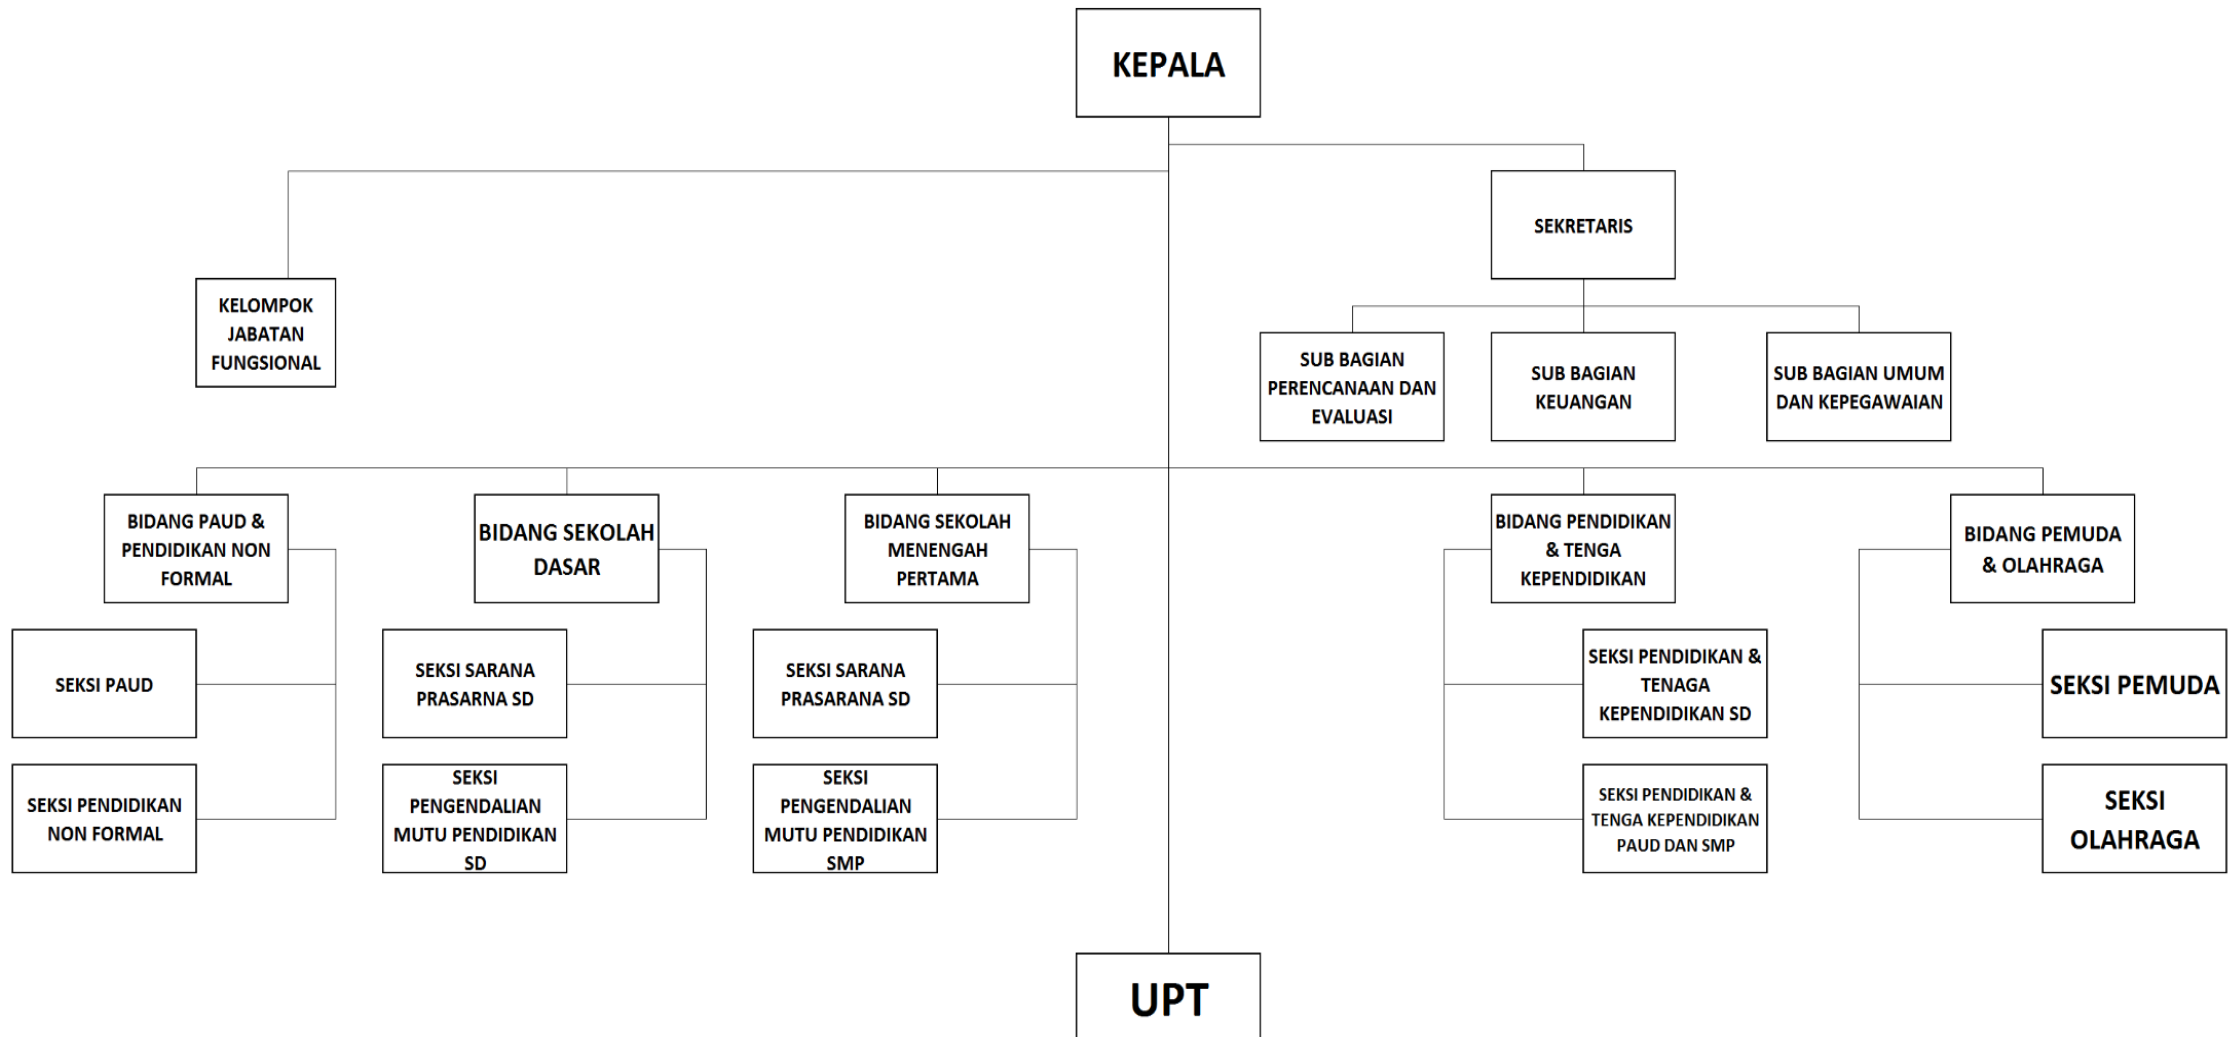 KEPALA
SEKRETARIS
KELOMPOK
JABATAN
FUNGSIONAL
SUB BAGIAN
PERENCANAAN DAN
EVALUASI
SUB BAGIAN
KEUANGAN
SUB BAGIAN UMUM
DAN KEPEGAWAIAN
BIDANG PAUD &
PENDIDIKAN NON
FORMAL
BIDANG SEKOLAH
DASAR
BIDANG SEKOLAH
MENENGAH
PERTAMA
BIDANG PENDIDIKAN
& TENGA
KEPENDIDIKAN
BIDANG PEMUDA
& OLAHRAGA
SEKSI PAUD
SEKSI SARANA
PRASARNA SD
SEKSI SARANA
PRASARANA SD
SEKSI PENDIDIKAN &
TENAGA
KEPENDIDIKAN SD
SEKSI PEMUDA
SEKSI PENDIDIKAN
NON FORMAL
SEKSI
PENGENDALIAN
MUTU PENDIDIKAN
SD
SEKSI
PENGENDALIAN
MUTU PENDIDIKAN
SMP
SEKSI PENDIDIKAN &
TENGA KEPENDIDIKAN
PAUD DAN SMP
SEKSI
OLAHRAGA
UPT